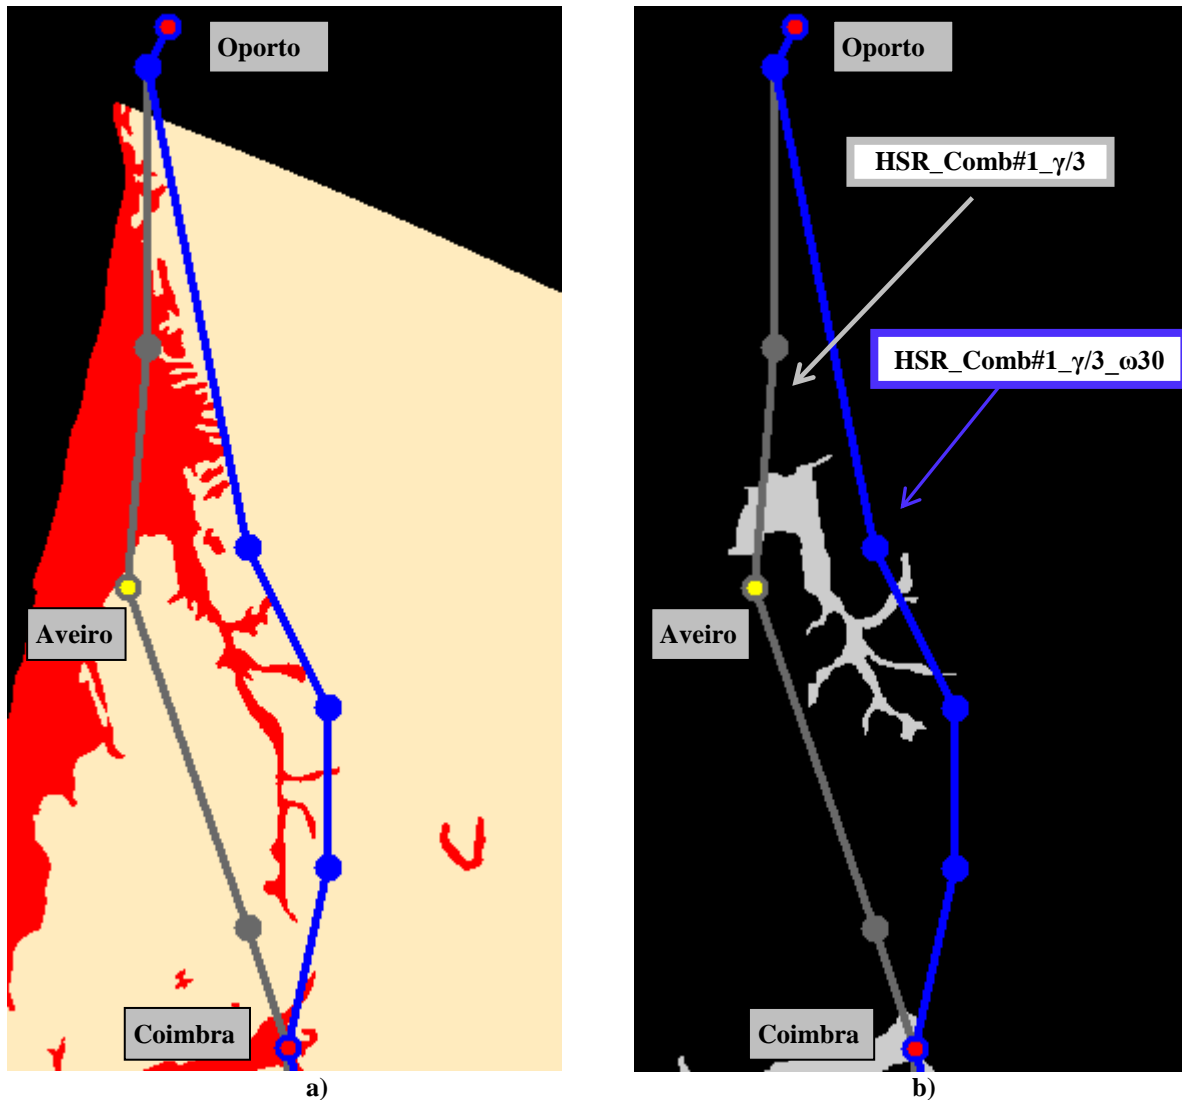 Oporto
Aveiro
Coimbra
a)
Oporto
HSR_Comb#1_γ/3
HSR_Comb#1_γ/3_ω30
Aveiro
Coimbra
b)